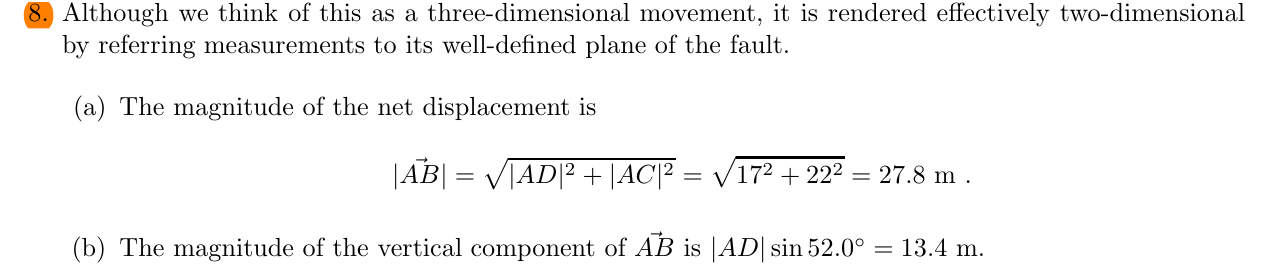 8. Although we think of this as a three-dimensional movement, it is rendered effectively two-dimensional
by referring measurements to its well-defined plane of the fault.
(a) The magnitude of the net displacement is
|A⃗B| = √|AD|² + |AC|² = √17² + 22² = 27.8 m .
(b) The magnitude of the vertical component of A⃗B is |AD| sin 52.0° = 13.4 m.